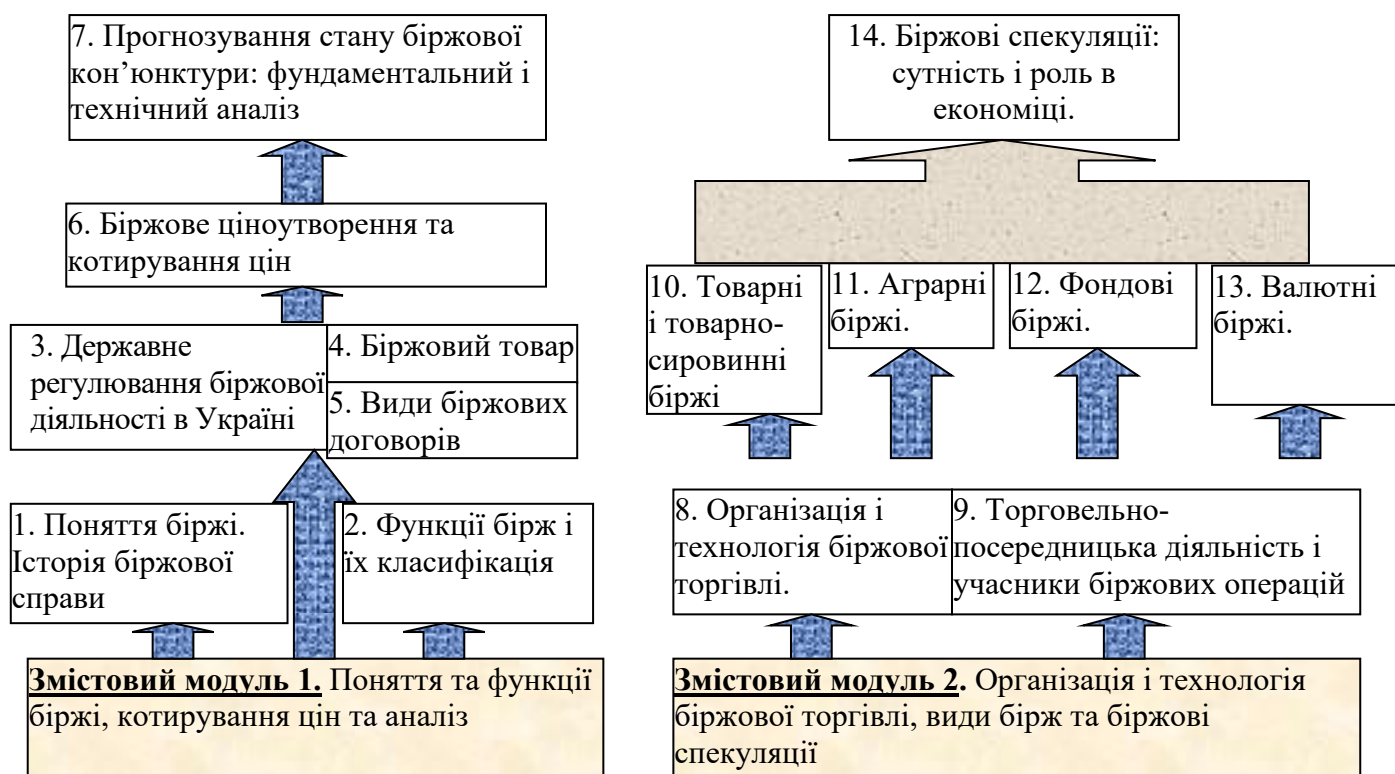 7. Прогнозування стану біржової
кон’юнктури: фундаментальний і
технічний аналіз
14. Біржові спекуляції:
сутність і роль в
економіці.
6. Біржове ціноутворення та
котирування цін
10. Товарні
і товарно-
сировинні
біржі
11. Аграрні
біржі.
12. Фондові
біржі.
13. Валютні
біржі.
3. Державне
регулювання біржової
діяльності в Україні
4. Біржовий товар
5. Види біржових
договорів
1. Поняття біржі.
Історія біржової
справи
2. Функції бірж і
їх класифікація
8. Організація і
технологія біржової
торгівлі.
9. Торговельно-
посередницька діяльність і
учасники біржових операцій
Змістовий модуль 1. Поняття та функції
біржі, котирування цін та аналіз
Змістовий модуль 2. Організація і технологія
біржової торгівлі, види бірж та біржові
спекуляції